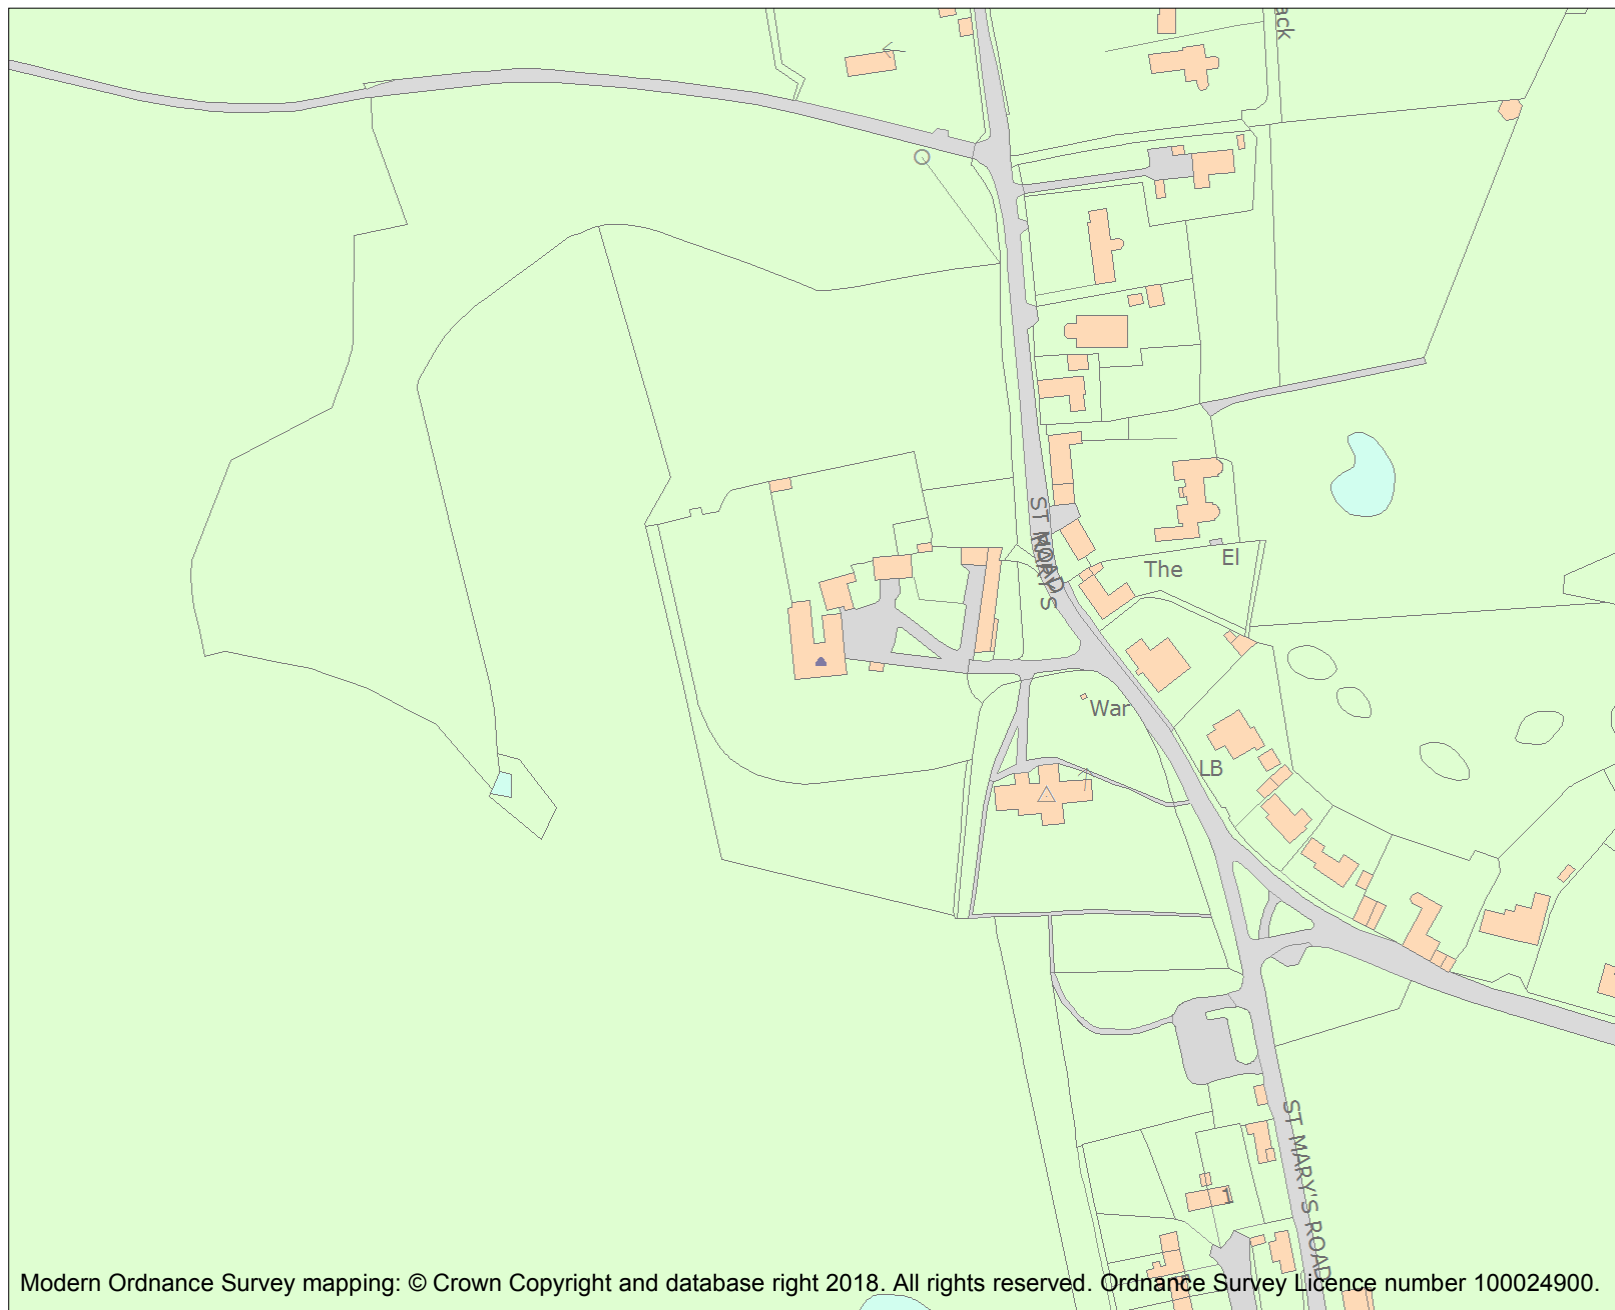 ack
ST MARY'S
ROAD
The
El
War
LB
ST MARY'S ROAD
1
Modern Ordnance Survey mapping: © Crown Copyright and database right 2018. All rights reserved. Ordnance Survey Licence number 100024900.